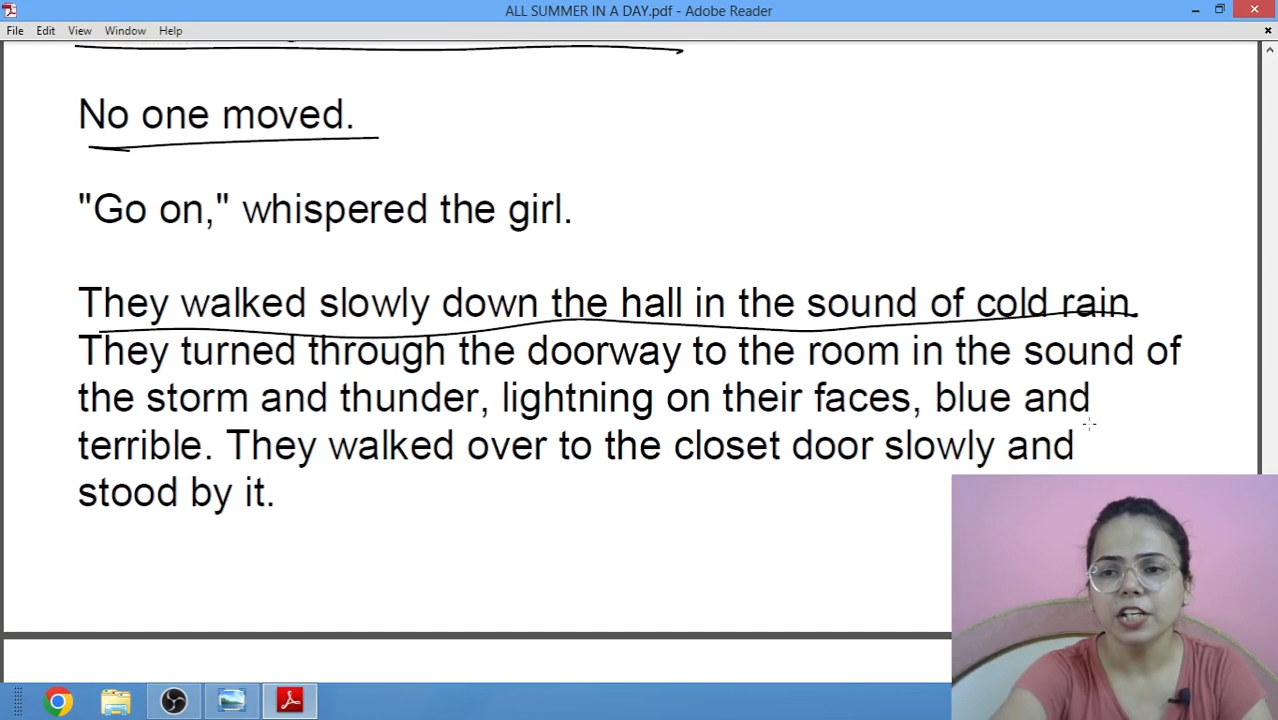 ALL SUMMER IN A DAY.pdf - Adobe Reader
File Edit View Window Help
No one moved.
"Go on," whispered the girl.
They walked slowly down the hall in the sound of cold rain.
They turned through the doorway to the room in the sound of
the storm and thunder, lightning on their faces, blue and
terrible. They walked over to the closet door slowly and
stood by it.